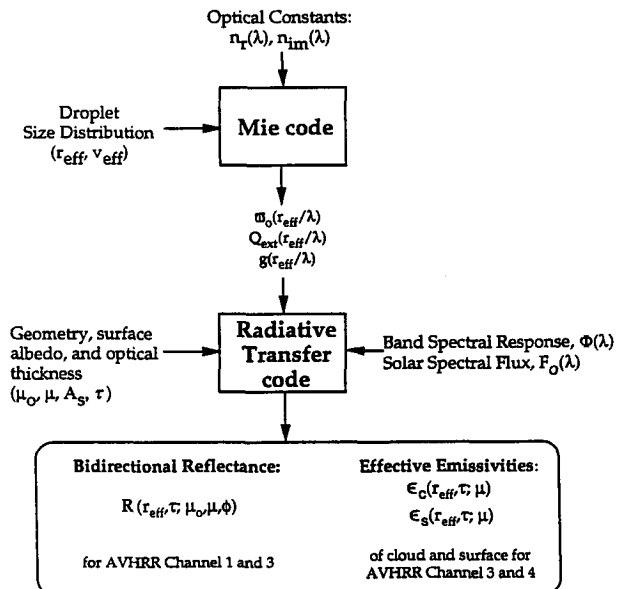 Optical Constants:
n_r(λ), n_im(λ)
Droplet
Size Distribution
(r_eff, v_eff)
Mie code
ϖ_o(r_eff/λ)
Q_ext(r_eff/λ)
g(r_eff/λ)
Geometry, surface
albedo, and optical
thickness
(μ_o, μ, A_s, τ)
Radiative
Transfer
code
Band Spectral Response, Φ(λ)
Solar Spectral Flux, F_o(λ)
Bidirectional Reflectance:
R (r_eff,τ; μ_o,μ,φ)
for AVHRR Channel 1 and 3
Effective Emissivities:
ϵ_c(r_eff,τ; μ)
ϵ_s(r_eff,τ; μ)
of cloud and surface for
AVHRR Channel 3 and 4